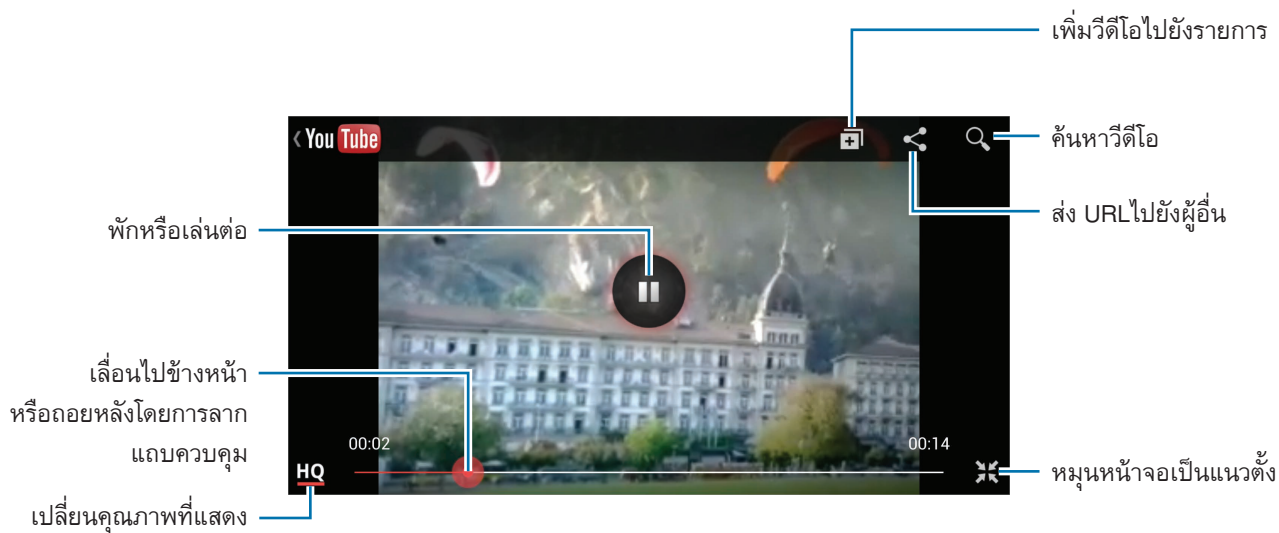 เพิ่มวีดีโอไปยังรายการ
You Tube
ค้นหาวีดีโอ
ส่ง URLไปยังผู้อื่น
พักหรือเล่นต่อ
เลื่อนไปข้างหน้า
หรือถอยหลังโดยการลาก
แถบควบคุม
00:02
00:14
HQ
หมุนหน้าจอเป็นแนวตั้ง
เปลี่ยนคุณภาพที่แสดง